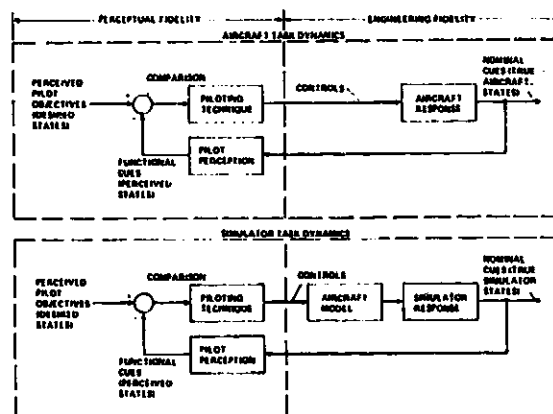 PERCEPTUAL FIDELITY
ENGINEERING FIDELITY
AIRCRAFT TASK DYNAMICS
PERCEIVED
PILOT
OBJECTIVES
(DESIRED
STATES)
COMPARISON
PILOTING
TECHNIQUE
CONTROLS
AIRCRAFT
RESPONSE
NOMINAL
CUES (TRUE
AIRCRAFT
STATES)
FUNCTIONAL
CUES
(PERCEIVED
STATES)
PILOT
PERCEPTION
SIMULATOR TASK DYNAMICS
PERCEIVED
PILOT
OBJECTIVES
(DESIRED
STATES)
COMPARISON
PILOTING
TECHNIQUE
CONTROLS
AIRCRAFT
MODEL
SIMULATOR
RESPONSE
NOMINAL
CUES (TRUE
SIMULATOR
STATES)
FUNCTIONAL
CUES
(PERCEIVED
STATES)
PILOT
PERCEPTION